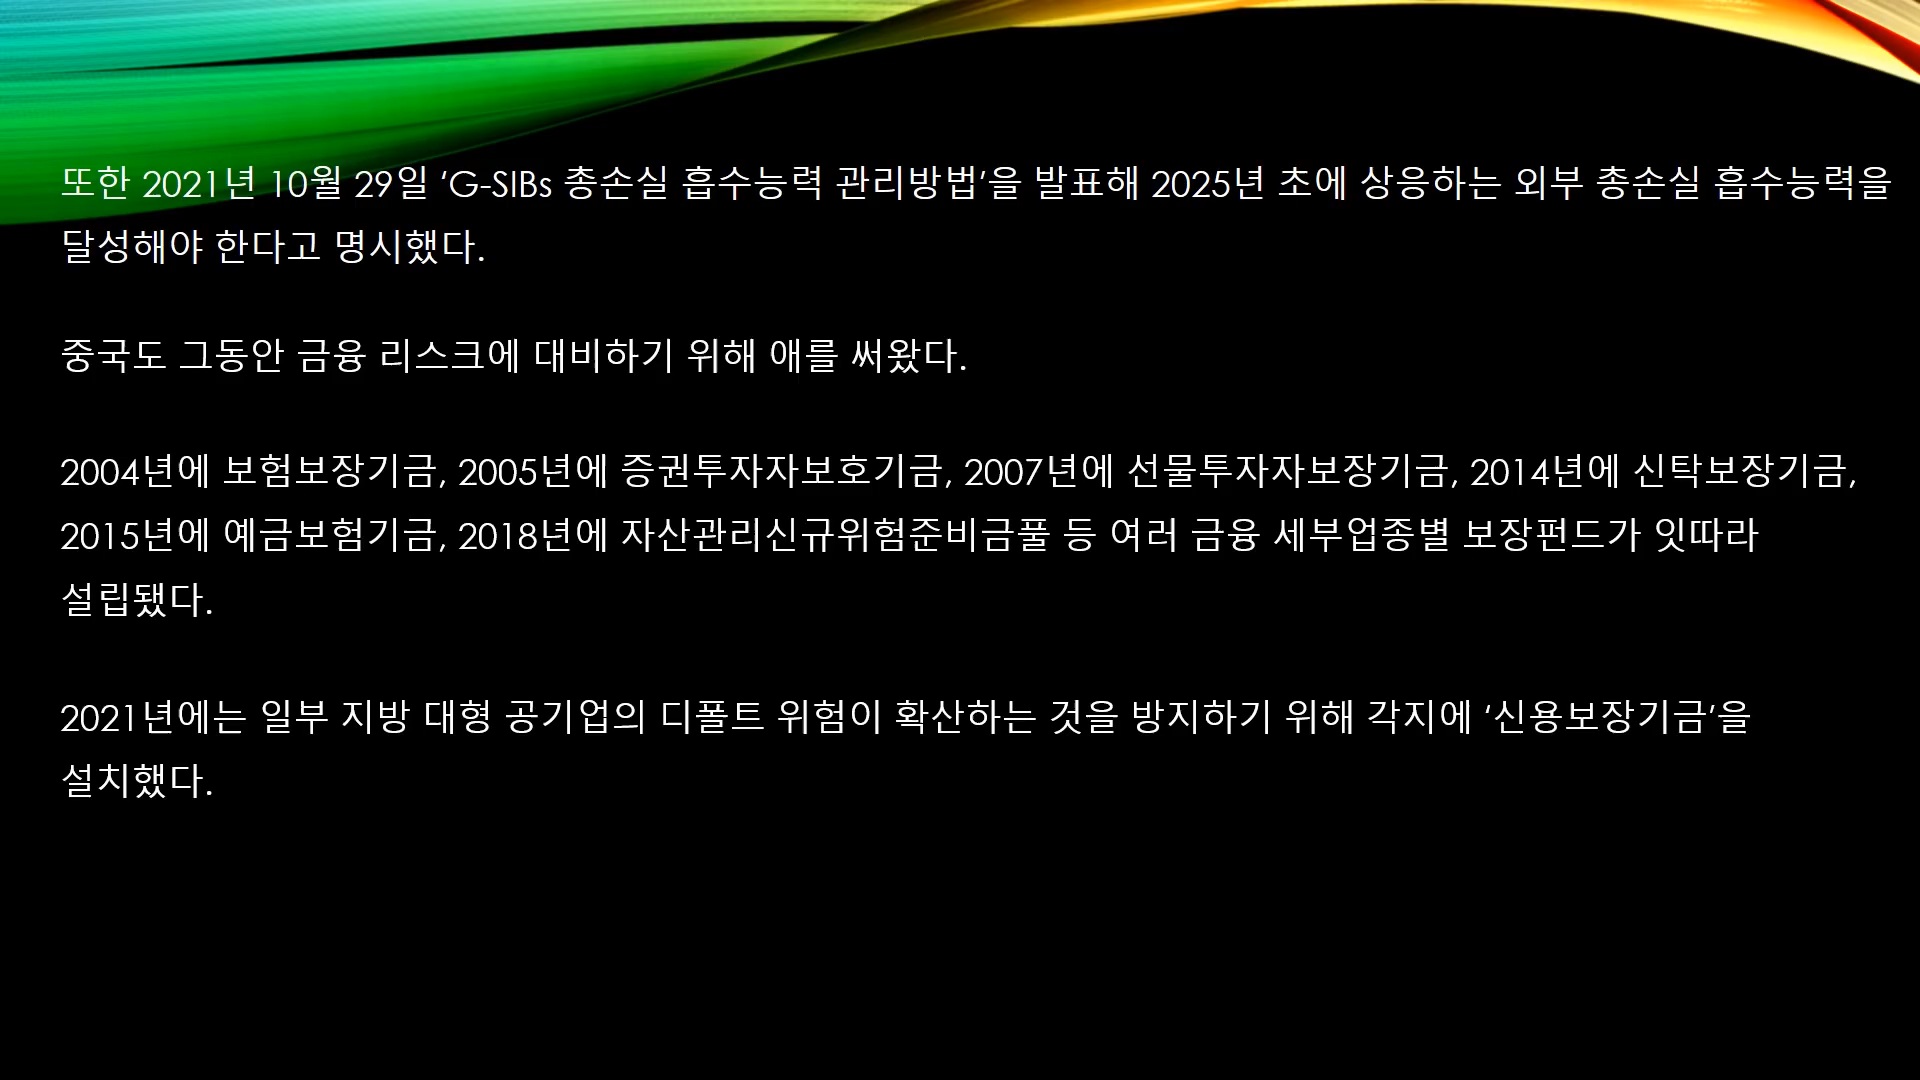 또한 2021년 10월 29일 ‘G-SIBs 총손실 흡수능력 관리방법’을 발표해 2025년 초에 상응하는 외부 총손실 흡수능력을
달성해야 한다고 명시했다.
중국도 그동안 금융 리스크에 대비하기 위해 애를 써왔다.
2004년에 보험보장기금, 2005년에 증권투자자보호기금, 2007년에 선물투자자보장기금, 2014년에 신탁보장기금,
2015년에 예금보험기금, 2018년에 자산관리신규위험준비금풀 등 여러 금융 세부업종별 보장펀드가 잇따라
설립됐다.
2021년에는 일부 지방 대형 공기업의 디폴트 위험이 확산하는 것을 방지하기 위해 각지에 ‘신용보장기금’을
설치했다.